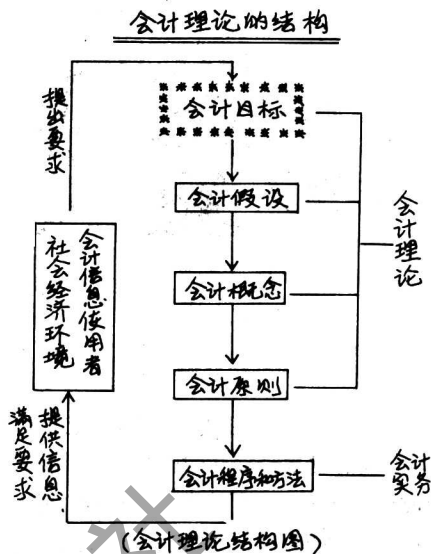 会计理论的结构
提出要求
会计目标
会计假设
会计理论
社会经济环境
会计信息使用者
会计概念
会计原则
满足要求
提供信息
会计程序和方法
会计
实务
(会计理论结构图)